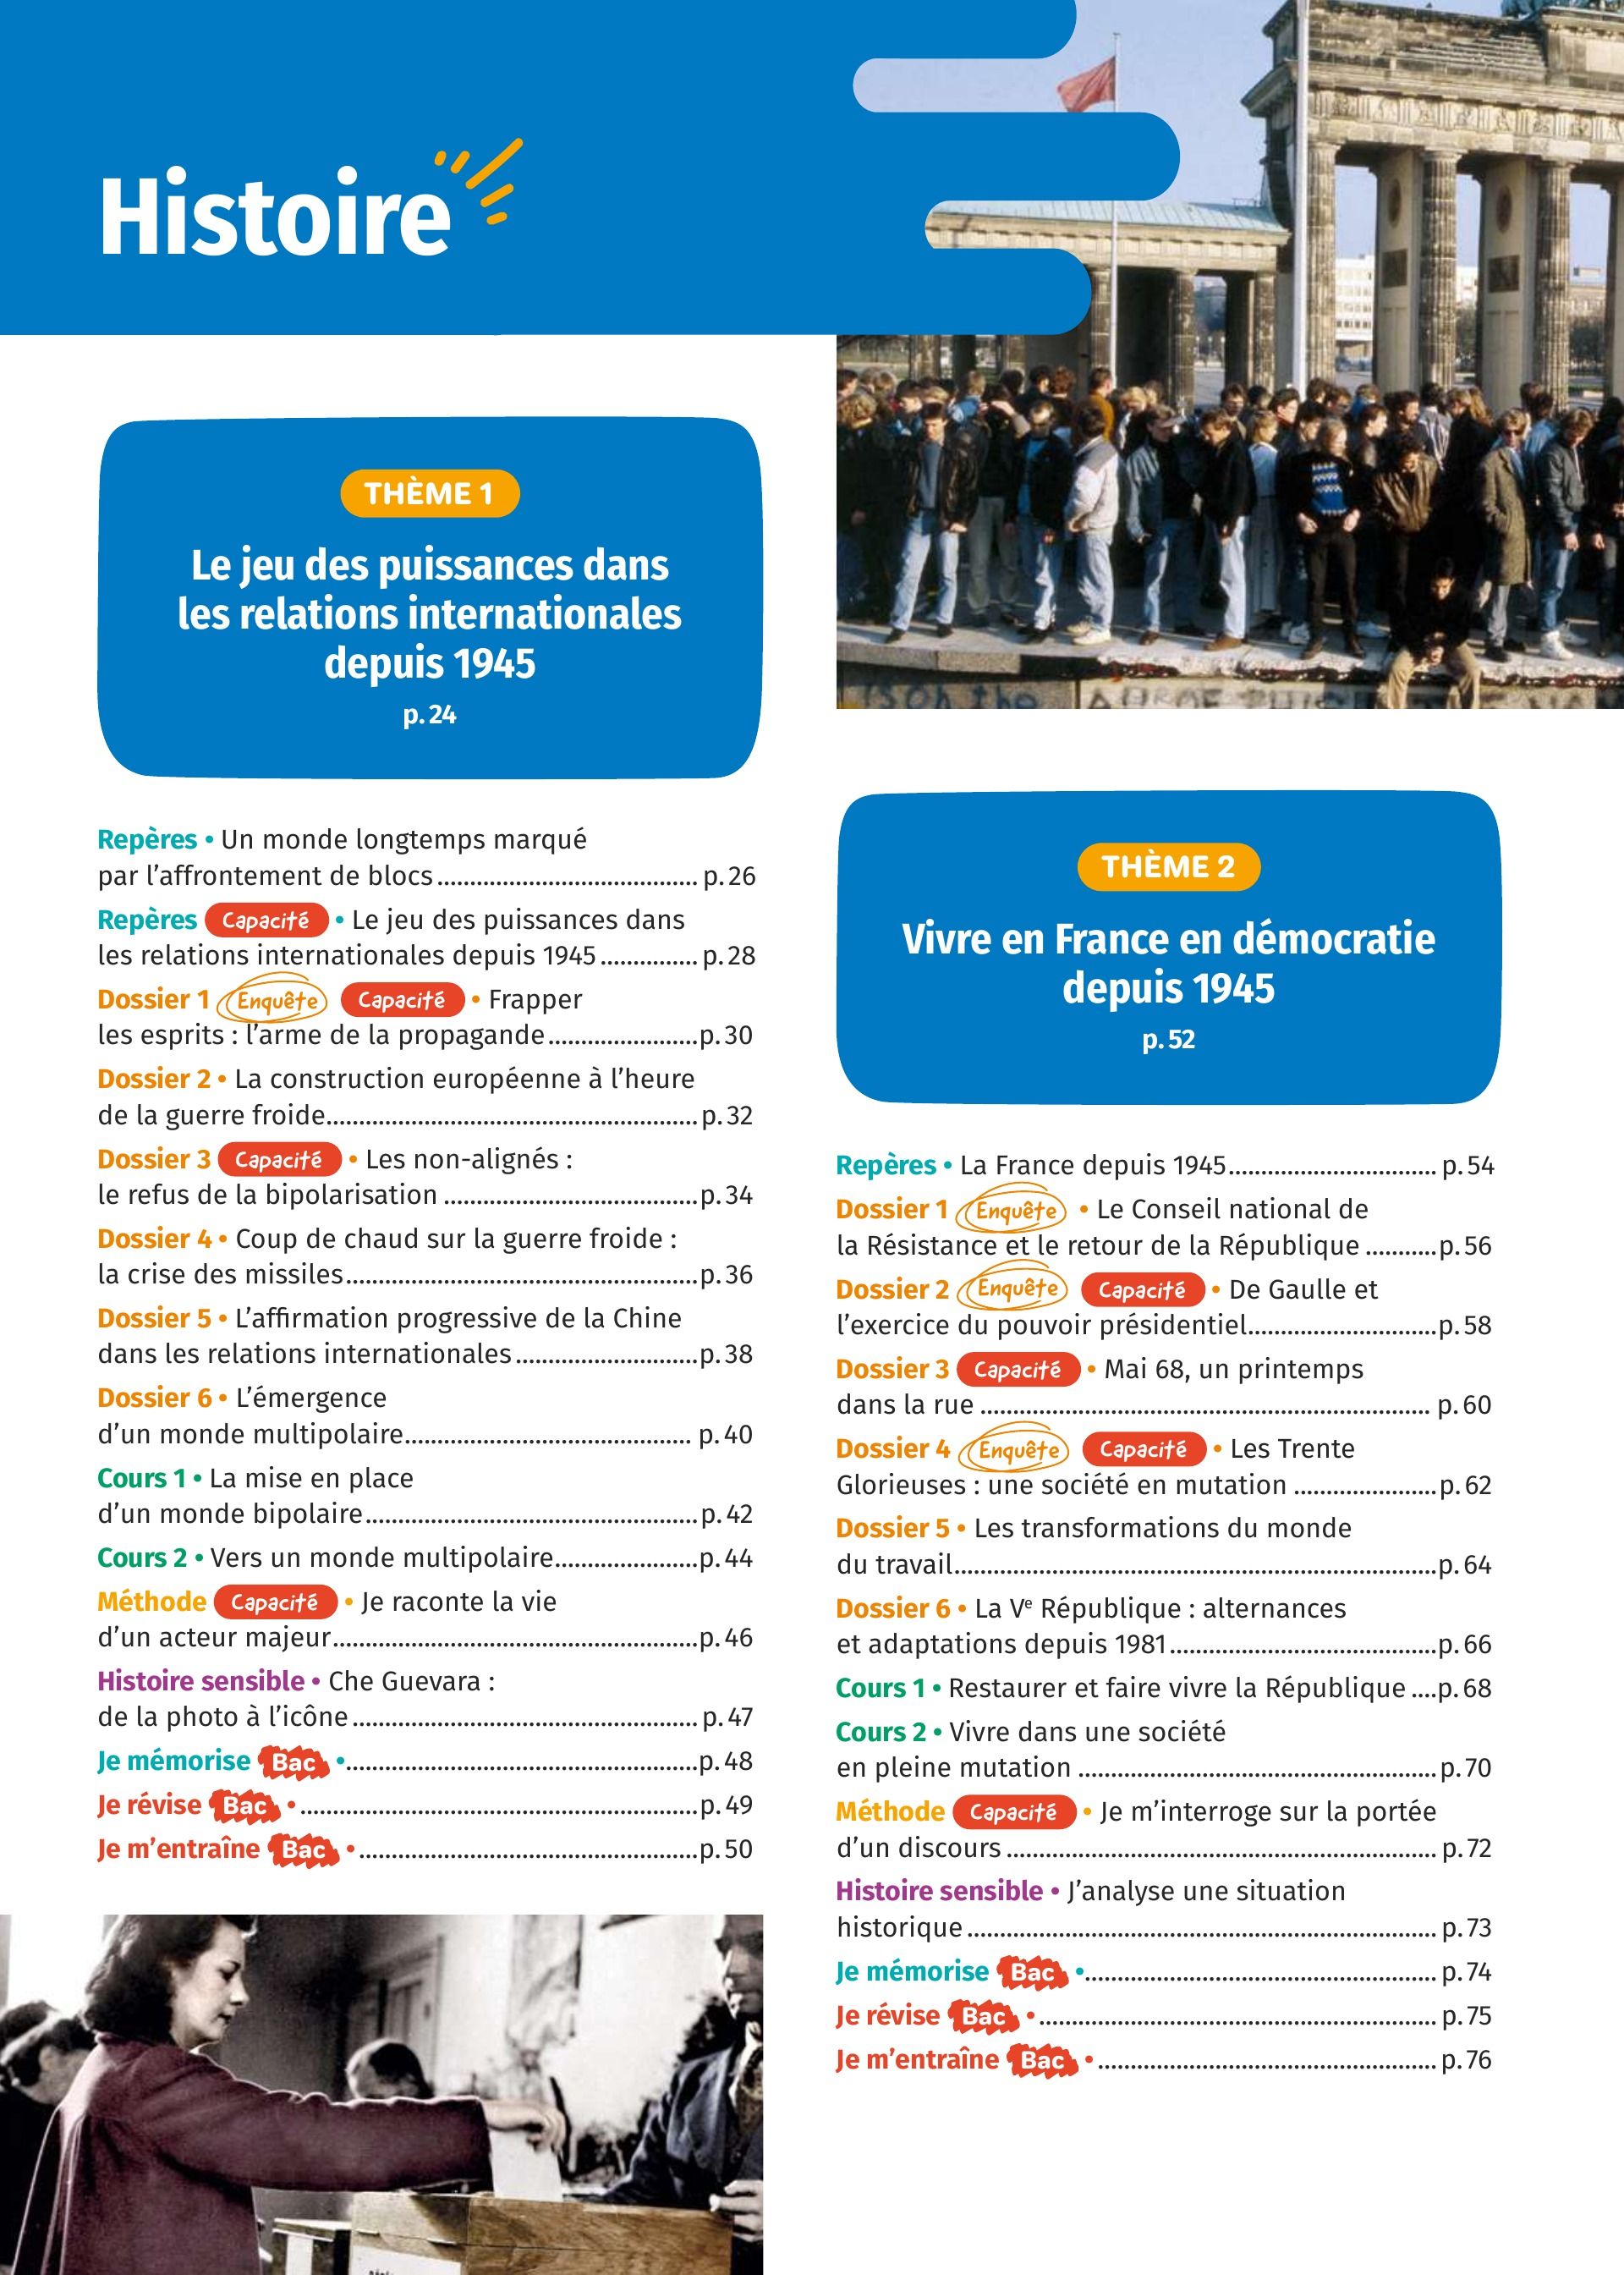 Histoire
THÈME 1
Le jeu des puissances dans
les relations internationales
depuis 1945
p. 24
Repères • Un monde longtemps marqué
par l’affrontement de blocs........................................ p. 26
Repères Capacité • Le jeu des puissances dans
les relations internationales depuis 1945............... p. 28
Dossier 1 Enquête Capacité • Frapper
les esprits : l’arme de la propagande.......................p. 30
Dossier 2 • La construction européenne à l’heure
de la guerre froide.........................................................p. 32
Dossier 3 Capacité • Les non-alignés :
le refus de la bipolarisation .......................................p. 34
Dossier 4 • Coup de chaud sur la guerre froide :
la crise des missiles......................................................p. 36
Dossier 5 • L’affirmation progressive de la Chine
dans les relations internationales............................p. 38
Dossier 6 • L’émergence
d’un monde multipolaire............................................ p. 40
Cours 1 • La mise en place
d’un monde bipolaire...................................................p. 42
Cours 2 • Vers un monde multipolaire......................p. 44
Méthode Capacité • Je raconte la vie
d’un acteur majeur........................................................p. 46
Histoire sensible • Che Guevara :
de la photo à l’icône..................................................... p. 47
Je mémorise Bac •......................................................p. 48
Je révise Bac • .............................................................p. 49
Je m’entraîne Bac •....................................................p. 50
THÈME 2
Vivre en France en démocratie
depuis 1945
p. 52
Repères • La France depuis 1945................................ p. 54
Dossier 1 Enquête • Le Conseil national de
la Résistance et le retour de la République ...........p. 56
Dossier 2 Enquête Capacité • De Gaulle et
l’exercice du pouvoir présidentiel.............................p. 58
Dossier 3 Capacité • Mai 68, un printemps
dans la rue ..................................................................... p. 60
Dossier 4 Enquête Capacité • Les Trente
Glorieuses : une société en mutation ......................p. 62
Dossier 5 • Les transformations du monde
du travail..........................................................................p. 64
Dossier 6 • La Ve République : alternances
et adaptations depuis 1981.........................................p. 66
Cours 1 • Restaurer et faire vivre la République ....p. 68
Cours 2 • Vivre dans une société
en pleine mutation .......................................................p. 70
Méthode Capacité • Je m’interroge sur la portée
d’un discours .................................................................. p. 72
Histoire sensible • J’analyse une situation
historique........................................................................ p. 73
Je mémorise Bac •...................................................... p. 74
Je révise Bac •............................................................. p. 75
Je m’entraîne Bac •.................................................... p. 76